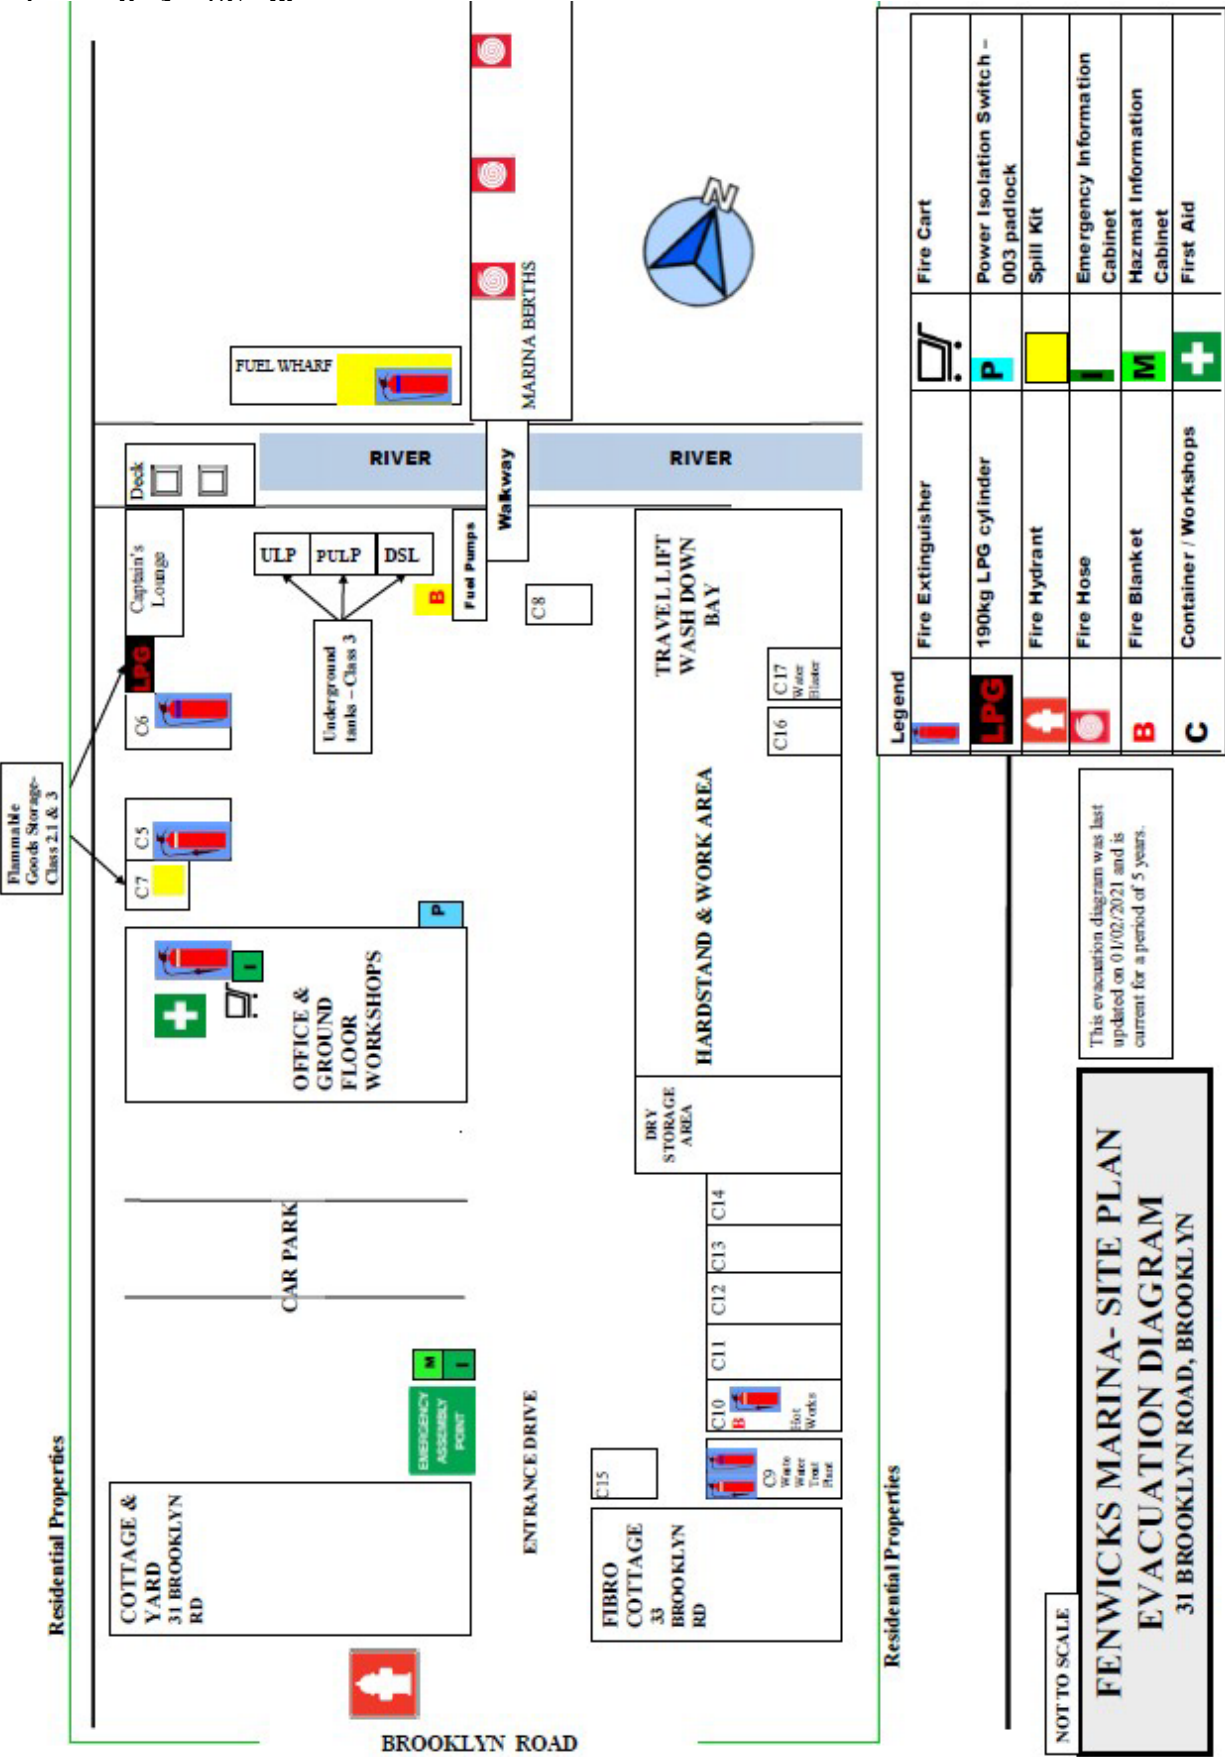 Flammable
Goods Storage-
Class 2.1 & 3
Residential Properties
Deck
Captain's
Lounge
LPG
C6
C5
C7
FUEL WHARF
MARINA BERTHS
N
RIVER
RIVER
Walkway
ULP
PULP
DSL
Underground
tanks – Class 3
B
Fuel Pumps
C8
P
I
OFFICE &
GROUND
FLOOR
WORKSHOPS
CAR PARK
M
I
EMERGENCY
ASSEMBLY
POINT
COTTAGE &
YARD
31 BROOKLYN
RD
ENTRANCE DRIVE
TRAVEL LIFT
WASH DOWN
BAY
C17
Water
Blaster
C16
HARDSTAND & WORK AREA
DRY
STORAGE
AREA
C14
C13
C12
C11
C10
B
Hot
Works
C9
Waste
Water
Treat
Plant
C15
FIBRO
COTTAGE
33
BROOKLYN
RD
BROOKLYN ROAD
Residential Properties
Legend
Fire Extinguisher
Fire Cart
LPG
190kg LPG cylinder
P
Power Isolation Switch –
003 padlock
Fire Hydrant
Spill Kit
Fire Hose
I
Emergency Information
Cabinet
B
Fire Blanket
M
Hazmat Information
Cabinet
C
Container / Workshops
First Aid
This evacuation diagram was last
updated on 01/02/2021 and is
current for a period of 5 years.
NOT TO SCALE
FENWICKS MARINA- SITE PLAN
EVACUATION DIAGRAM
31 BROOKLYN ROAD, BROOKLYN